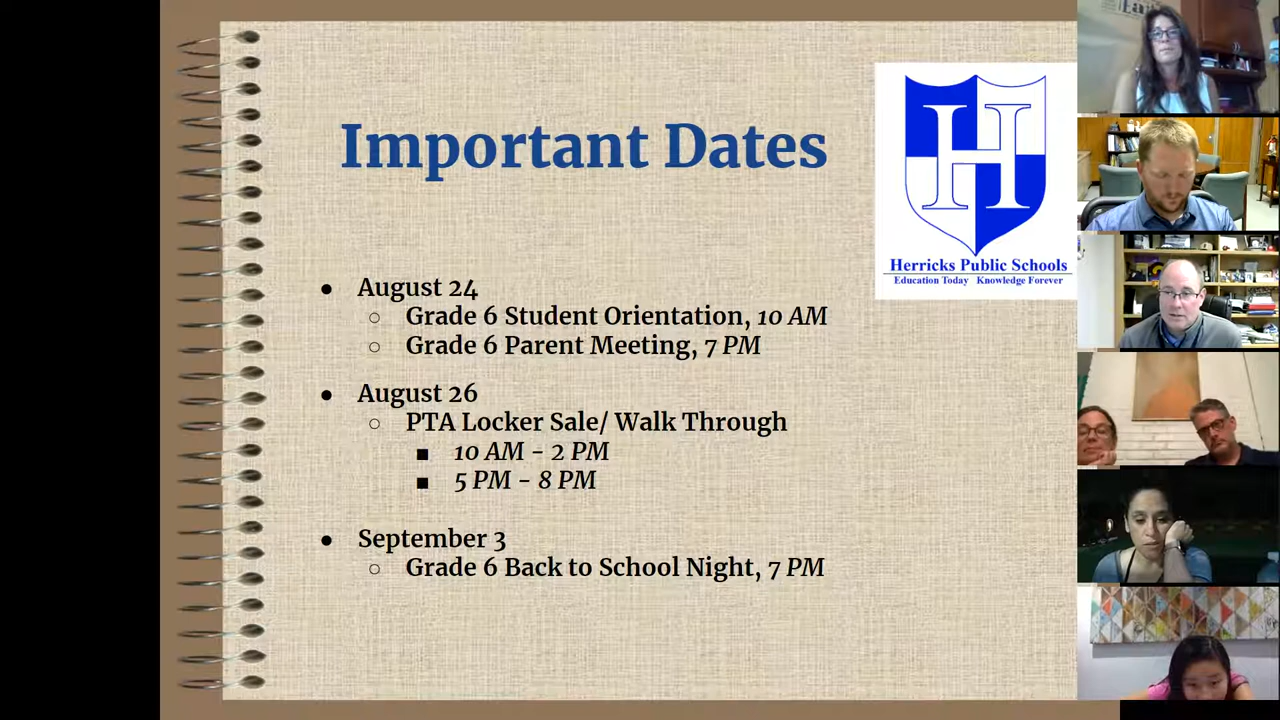 Important Dates
H
Herricks Public Schools
Education Today Knowledge Forever
● August 24
○ Grade 6 Student Orientation, 10 AM
○ Grade 6 Parent Meeting, 7 PM
● August 26
○ PTA Locker Sale/ Walk Through
■ 10 AM - 2 PM
■ 5 PM - 8 PM
● September 3
○ Grade 6 Back to School Night, 7 PM